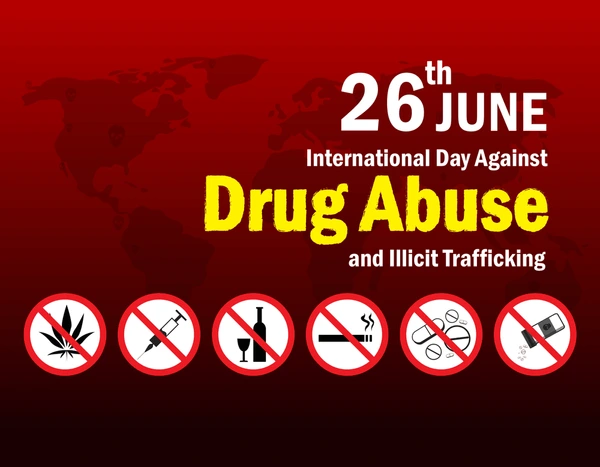 26th JUNE
International Day Against
Drug Abuse
and Illicit Trafficking